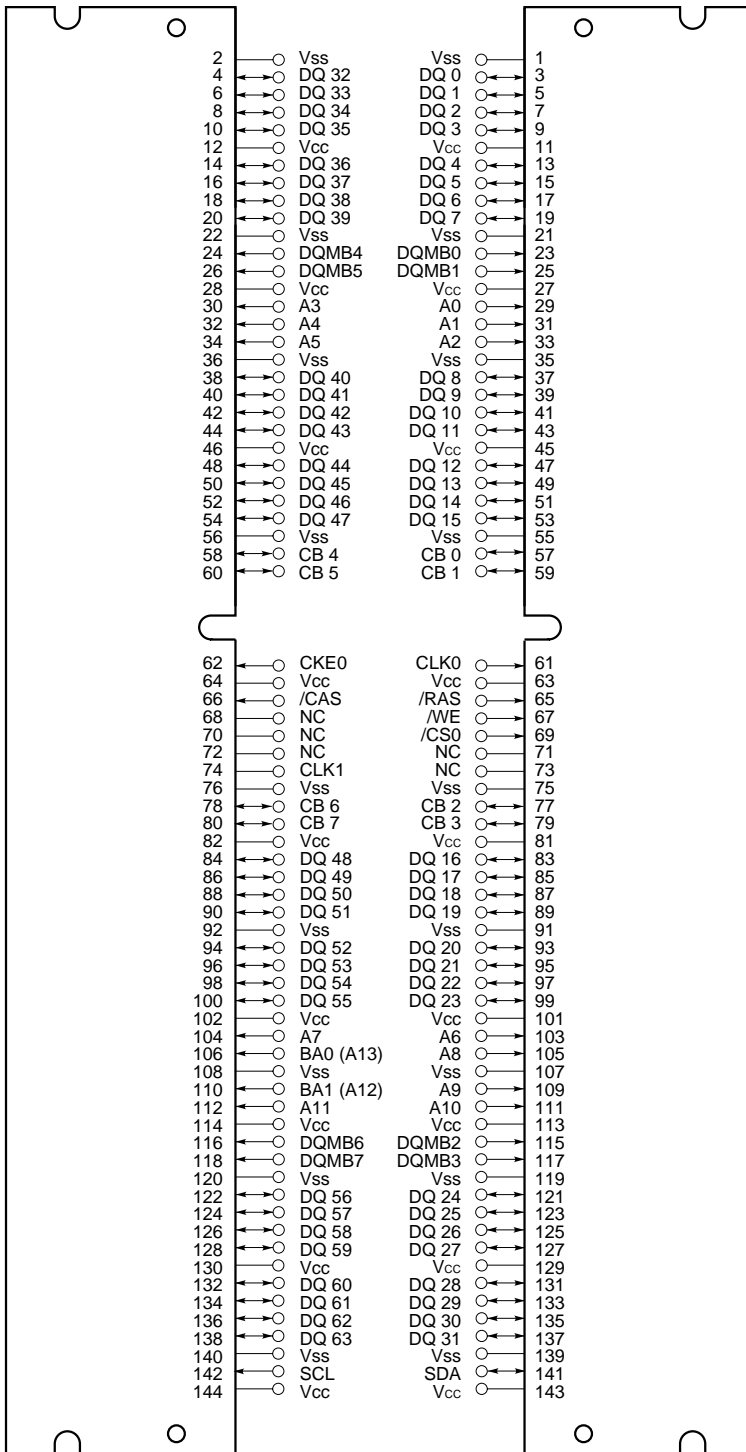 2 Vss Vss 1
4 DQ 32 DQ 0 3
6 DQ 33 DQ 1 5
8 DQ 34 DQ 2 7
10 DQ 35 DQ 3 9
12 Vcc Vcc 11
14 DQ 36 DQ 4 13
16 DQ 37 DQ 5 15
18 DQ 38 DQ 6 17
20 DQ 39 DQ 7 19
22 Vss Vss 21
24 DQMB4 DQMB0 23
26 DQMB5 DQMB1 25
28 Vcc Vcc 27
30 A3 A0 29
32 A4 A1 31
34 A5 A2 33
36 Vss Vss 35
38 DQ 40 DQ 8 37
40 DQ 41 DQ 9 39
42 DQ 42 DQ 10 41
44 DQ 43 DQ 11 43
46 Vcc Vcc 45
48 DQ 44 DQ 12 47
50 DQ 45 DQ 13 49
52 DQ 46 DQ 14 51
54 DQ 47 DQ 15 53
56 Vss Vss 55
58 CB 4 CB 0 57
60 CB 5 CB 1 59
62 CKE0 CLK0 61
64 Vcc Vcc 63
66 /CAS /RAS 65
68 NC /WE 67
70 NC /CS0 69
72 NC NC 71
74 CLK1 NC 73
76 Vss Vss 75
78 CB 6 CB 2 77
80 CB 7 CB 3 79
82 Vcc Vcc 81
84 DQ 48 DQ 16 83
86 DQ 49 DQ 17 85
88 DQ 50 DQ 18 87
90 DQ 51 DQ 19 89
92 Vss Vss 91
94 DQ 52 DQ 20 93
96 DQ 53 DQ 21 95
98 DQ 54 DQ 22 97
100 DQ 55 DQ 23 99
102 Vcc Vcc 101
104 A7 A6 103
106 BA0 (A13) A8 105
108 Vss Vss 107
110 BA1 (A12) A9 109
112 A11 A10 111
114 Vcc Vcc 113
116 DQMB6 DQMB2 115
118 DQMB7 DQMB3 117
120 Vss Vss 119
122 DQ 56 DQ 24 121
124 DQ 57 DQ 25 123
126 DQ 58 DQ 26 125
128 DQ 59 DQ 27 127
130 Vcc Vcc 129
132 DQ 60 DQ 28 131
134 DQ 61 DQ 29 133
136 DQ 62 DQ 30 135
138 DQ 63 DQ 31 137
140 Vss Vss 139
142 SCL SDA 141
144 Vcc Vcc 143